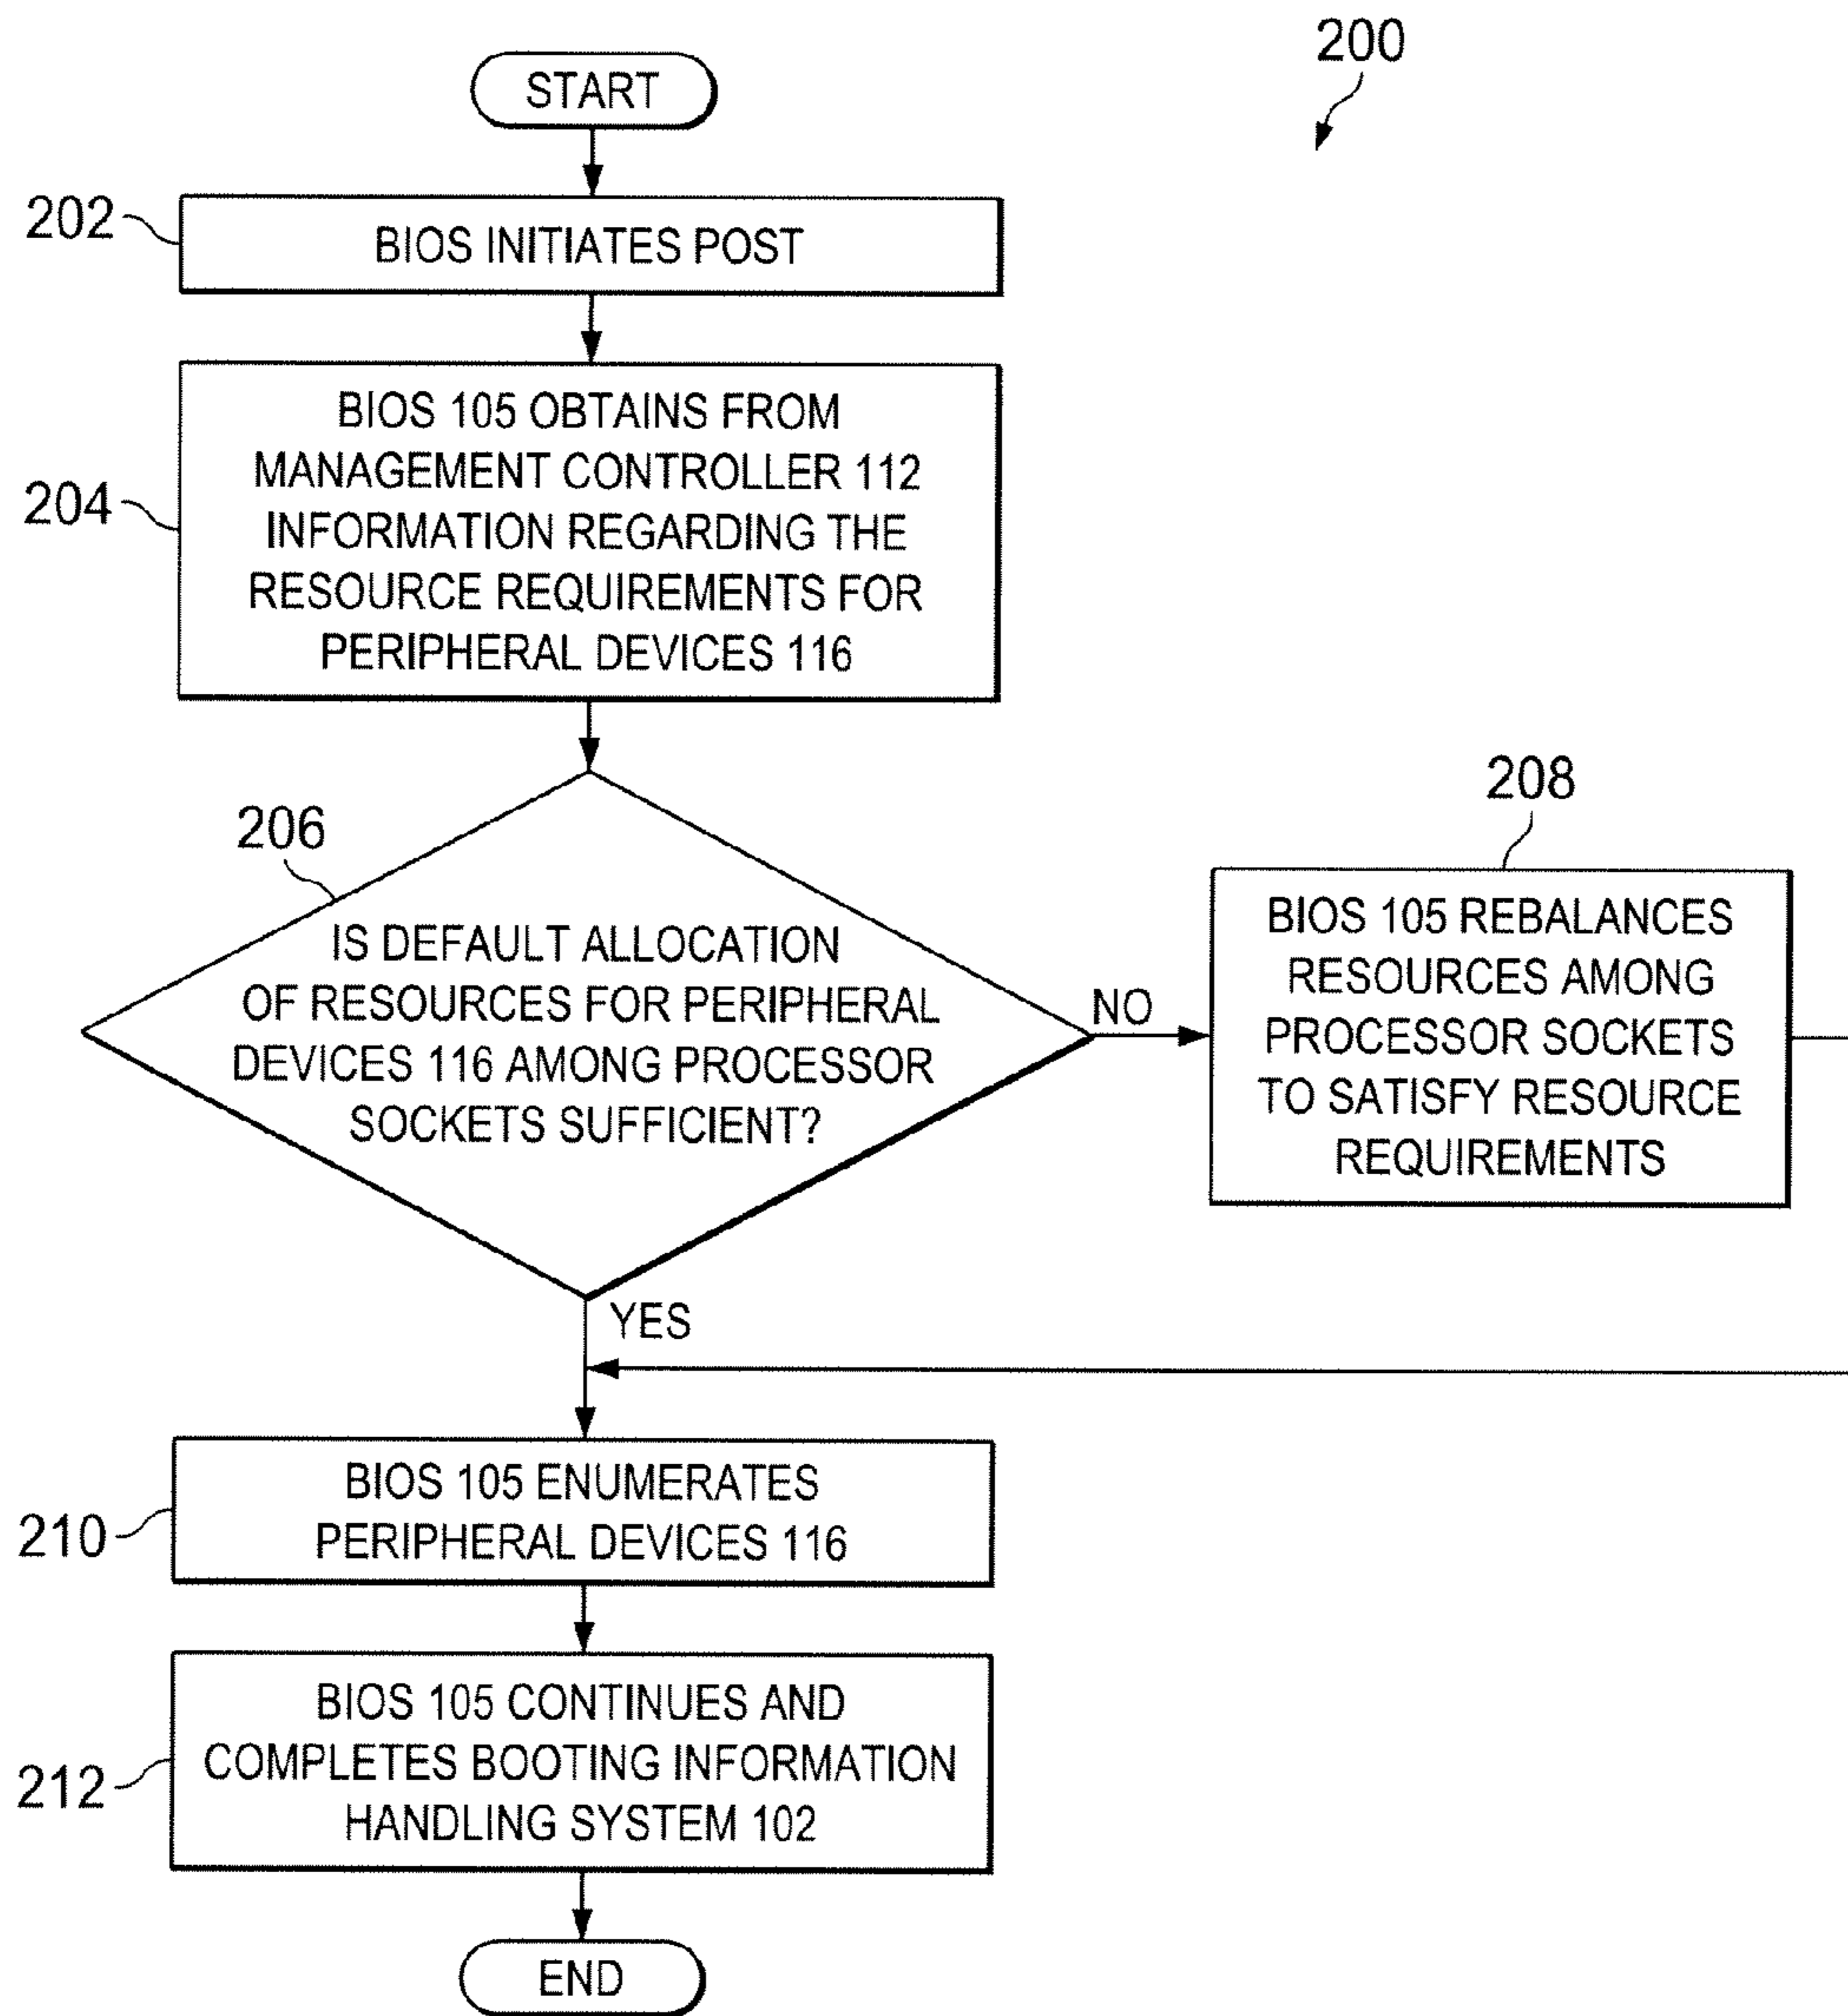 200
START
202
BIOS INITIATES POST
204
BIOS 105 OBTAINS FROM
MANAGEMENT CONTROLLER 112
INFORMATION REGARDING THE
RESOURCE REQUIREMENTS FOR
PERIPHERAL DEVICES 116
206
IS DEFAULT ALLOCATION
OF RESOURCES FOR PERIPHERAL
DEVICES 116 AMONG PROCESSOR
SOCKETS SUFFICIENT?
NO
208
BIOS 105 REBALANCES
RESOURCES AMONG
PROCESSOR SOCKETS
TO SATISFY RESOURCE
REQUIREMENTS
YES
210
BIOS 105 ENUMERATES
PERIPHERAL DEVICES 116
212
BIOS 105 CONTINUES AND
COMPLETES BOOTING INFORMATION
HANDLING SYSTEM 102
END